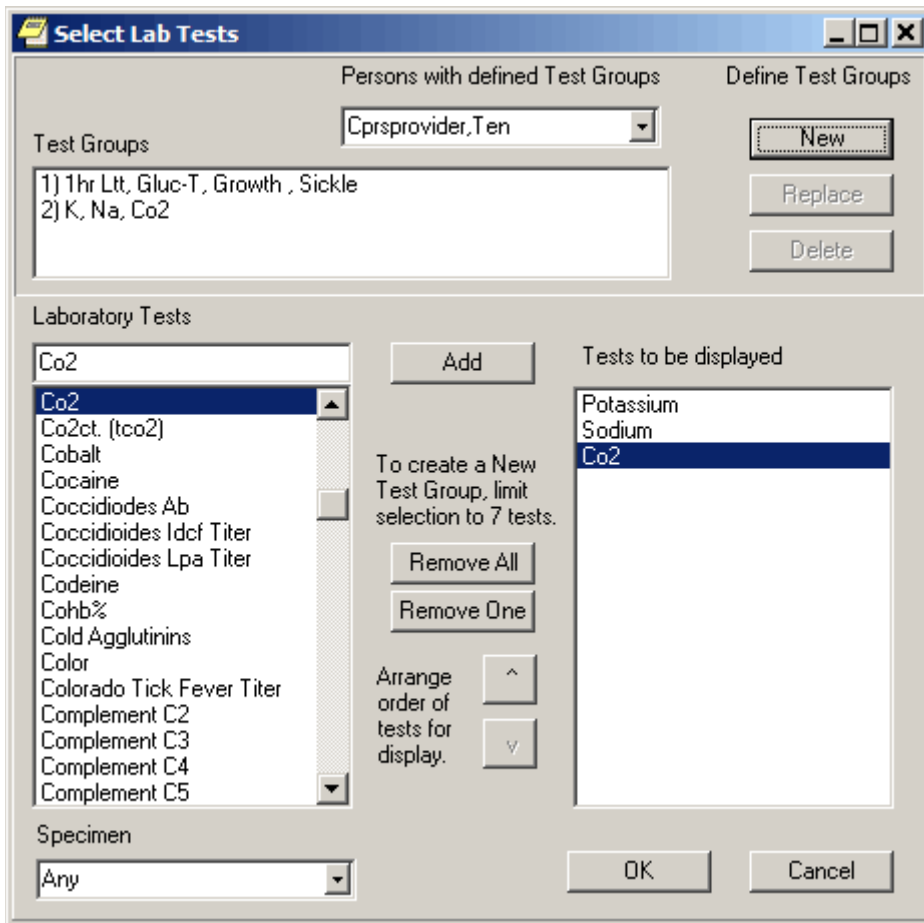 Select Lab Tests
Persons with defined Test Groups
Define Test Groups
Cprsprovider,Ten
New
Test Groups
1) 1hr Ltt, Gluc-T, Growth , Sickle
2) K, Na, Co2
Replace
Delete
Laboratory Tests
Co2
Add
Tests to be displayed
Co2
Co2ct. (tco2)
Cobalt
Cocaine
Coccidiodes Ab
Coccidioides Idcf Titer
Coccidioides Lpa Titer
Codeine
Cohb%
Cold Agglutinins
Color
Colorado Tick Fever Titer
Complement C2
Complement C3
Complement C4
Complement C5
To create a New
Test Group, limit
selection to 7 tests.
Remove All
Remove One
Arrange
order of
tests for
display.
^
v
Potassium
Sodium
Co2
Specimen
Any
OK
Cancel